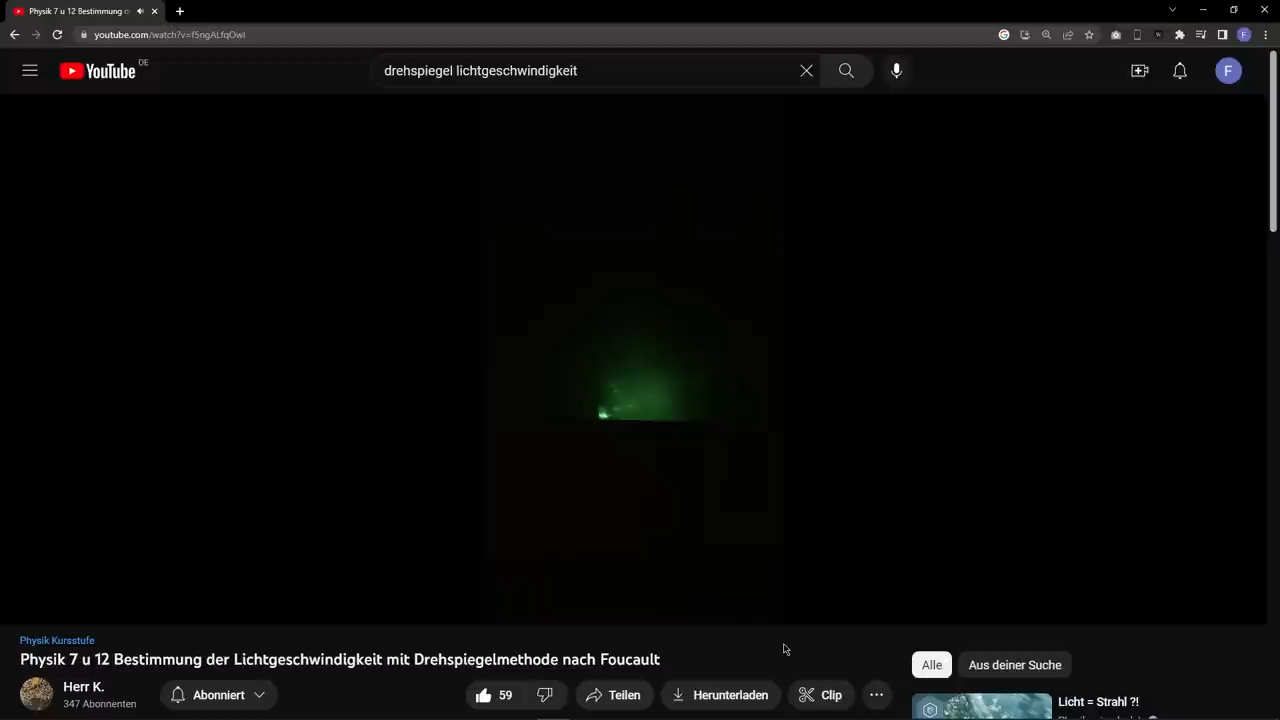 Physik 7 u 12 Bestimmung d
youtube.com/watch?v=f5ngALfqOwI
YouTube DE
drehspiegel lichtgeschwindigkeit
F
Physik Kursstufe
Physik 7 u 12 Bestimmung der Lichtgeschwindigkeit mit Drehspiegelmethode nach Foucault
Herr K.
347 Abonnenten
Abonniert
59
Teilen
Herunterladen
Clip
Alle
Aus deiner Suche
Licht = Strahl ?!